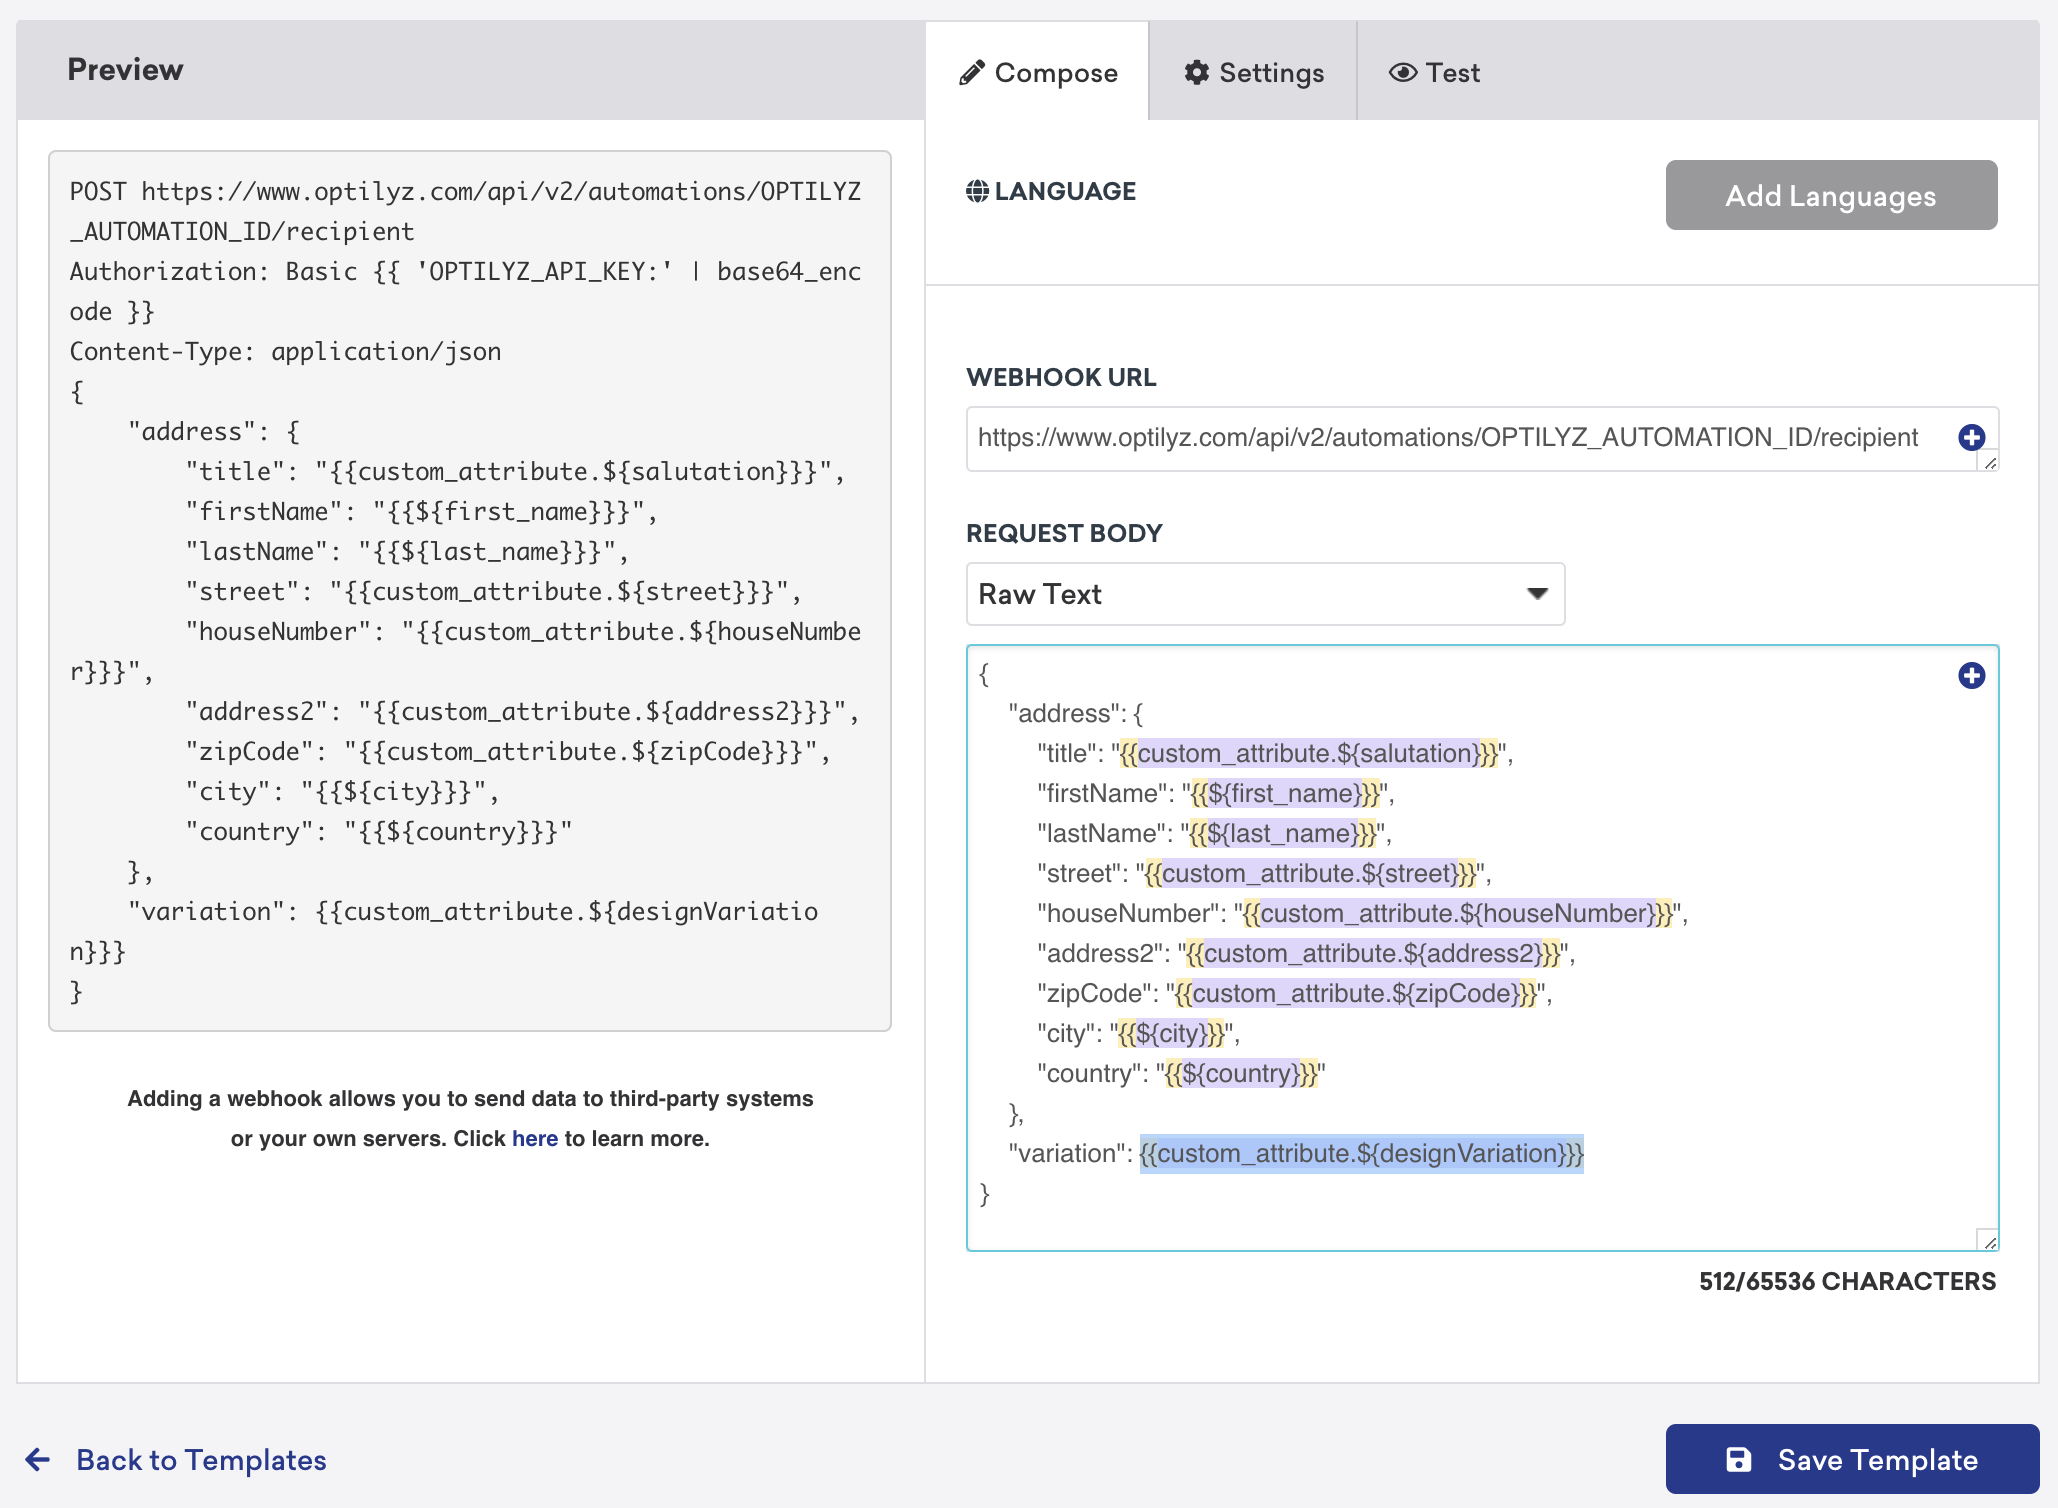 Preview
POST https://www.optilyz.com/api/v2/automations/OPTILYZ
_AUTOMATION_ID/recipient
Authorization: Basic {{ 'OPTILYZ_API_KEY:' | base64_enc
ode }}
Content-Type: application/json
{
    "address": {
        "title": "{{custom_attribute.${salutation}}}",
        "firstName": "{{${first_name}}}",
        "lastName": "{{${last_name}}}",
        "street": "{{custom_attribute.${street}}}",
        "houseNumber": "{{custom_attribute.${houseNumbe
r}}}",
        "address2": "{{custom_attribute.${address2}}}",
        "zipCode": "{{custom_attribute.${zipCode}}}",
        "city": "{{${city}}}",
        "country": "{{${country}}}"
    },
    "variation": {{custom_attribute.${designVariatio
n}}}
}
Adding a webhook allows you to send data to third-party systems
or your own servers. Click here to learn more.
Compose
Settings
Test
LANGUAGE
Add Languages
WEBHOOK URL
https://www.optilyz.com/api/v2/automations/OPTILYZ_AUTOMATION_ID/recipient
REQUEST BODY
Raw Text
{
    "address": {
        "title": "{{custom_attribute.${salutation}}}",
        "firstName": "{{${first_name}}}",
        "lastName": "{{${last_name}}}",
        "street": "{{custom_attribute.${street}}}",
        "houseNumber": "{{custom_attribute.${houseNumber}}}",
        "address2": "{{custom_attribute.${address2}}}",
        "zipCode": "{{custom_attribute.${zipCode}}}",
        "city": "{{${city}}}",
        "country": "{{${country}}}"
    },
    "variation": {{custom_attribute.${designVariation}}}
}
512/65536 CHARACTERS
Back to Templates
Save Template